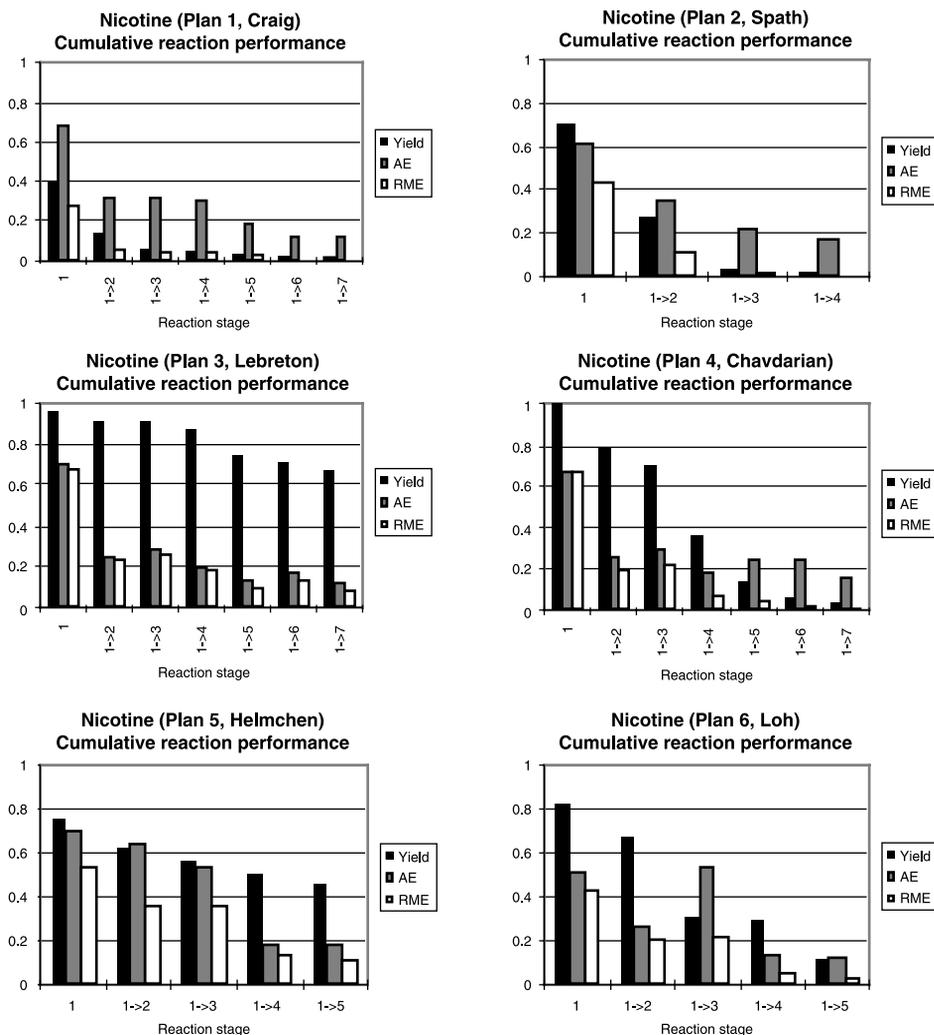 Nicotine (Plan 1, Craig)
Cumulative reaction performance
1
0.8
0.6
0.4
0.2
0
1
1->2
1->3
1->4
1->5
1->6
1->7
Reaction stage
Yield
AE
RME
Nicotine (Plan 2, Spath)
Cumulative reaction performance
1
0.8
0.6
0.4
0.2
0
1
1->2
1->3
1->4
Reaction stage
Yield
AE
RME
Nicotine (Plan 3, Lebreton)
Cumulative reaction performance
1
0.8
0.6
0.4
0.2
0
1
1->2
1->3
1->4
1->5
1->6
1->7
Reaction stage
Yield
AE
RME
Nicotine (Plan 4, Chavdarian)
Cumulative reaction performance
1
0.8
0.6
0.4
0.2
0
1
1->2
1->3
1->4
1->5
1->6
1->7
Reaction stage
Yield
AE
RME
Nicotine (Plan 5, Helmchen)
Cumulative reaction performance
1
0.8
0.6
0.4
0.2
0
1
1->2
1->3
1->4
1->5
Reaction stage
Yield
AE
RME
Nicotine (Plan 6, Loh)
Cumulative reaction performance
1
0.8
0.6
0.4
0.2
0
1
1->2
1->3
1->4
1->5
Reaction stage
Yield
AE
RME